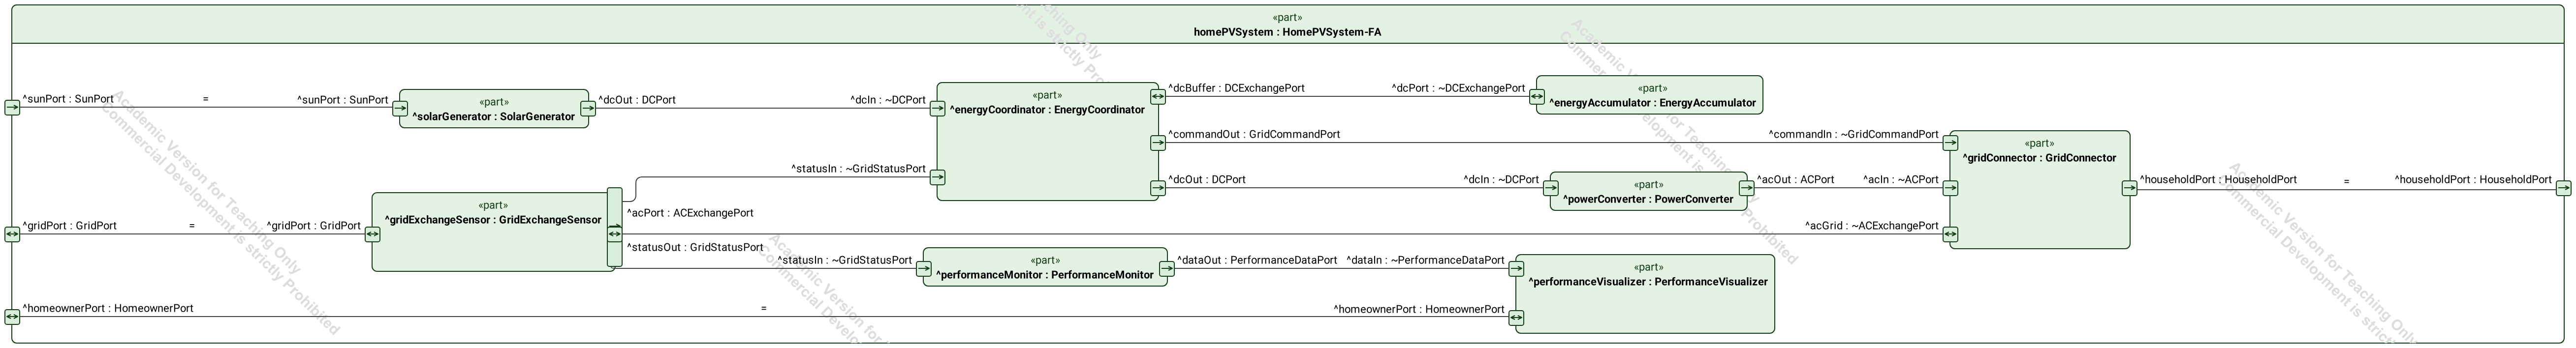 «part»
homePVSystem : HomePVSystem-FA
^sunPort : SunPort
=
^sunPort : SunPort
«part»
^solarGenerator : SolarGenerator
^dcOut : DCPort
^dcIn : ~DCPort
«part»
^energyCoordinator : EnergyCoordinator
^dcBuffer : DCExchangePort
^dcPort : ~DCExchangePort
«part»
^energyAccumulator : EnergyAccumulator
^commandOut : GridCommandPort
^commandIn : ~GridCommandPort
«part»
^gridConnector : GridConnector
^statusIn : ~GridStatusPort
^dcOut : DCPort
^dcIn : ~DCPort
«part»
^powerConverter : PowerConverter
^acOut : ACPort
^acIn : ~ACPort
^householdPort : HouseholdPort
=
^householdPort : HouseholdPort
^gridPort : GridPort
=
^gridPort : GridPort
«part»
^gridExchangeSensor : GridExchangeSensor
^acPort : ACExchangePort
^acGrid : ~ACExchangePort
^statusOut : GridStatusPort
^statusIn : ~GridStatusPort
«part»
^performanceMonitor : PerformanceMonitor
^dataOut : PerformanceDataPort
^dataIn : ~PerformanceDataPort
«part»
^performanceVisualizer : PerformanceVisualizer
^homeownerPort : HomeownerPort
=
^homeownerPort : HomeownerPort
Academic Version for Teaching Only
Commercial Development is strictly Prohibited